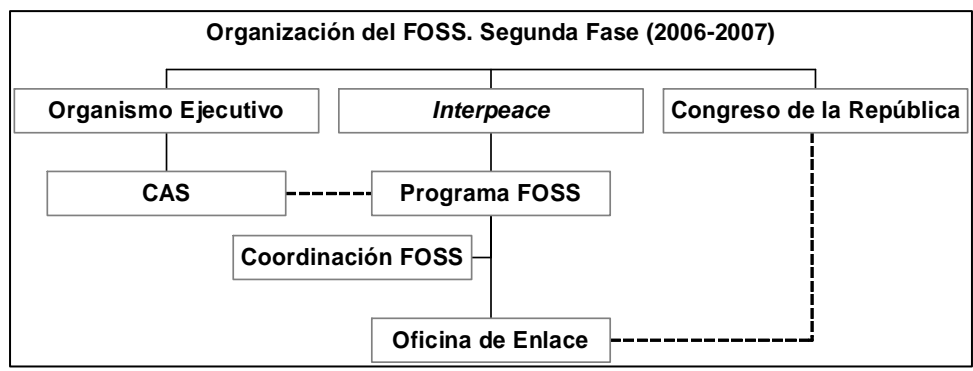 Organización del FOSS. Segunda Fase (2006-2007)
Organismo Ejecutivo
Interpeace
Congreso de la República
CAS
Programa FOSS
Coordinación FOSS
Oficina de Enlace